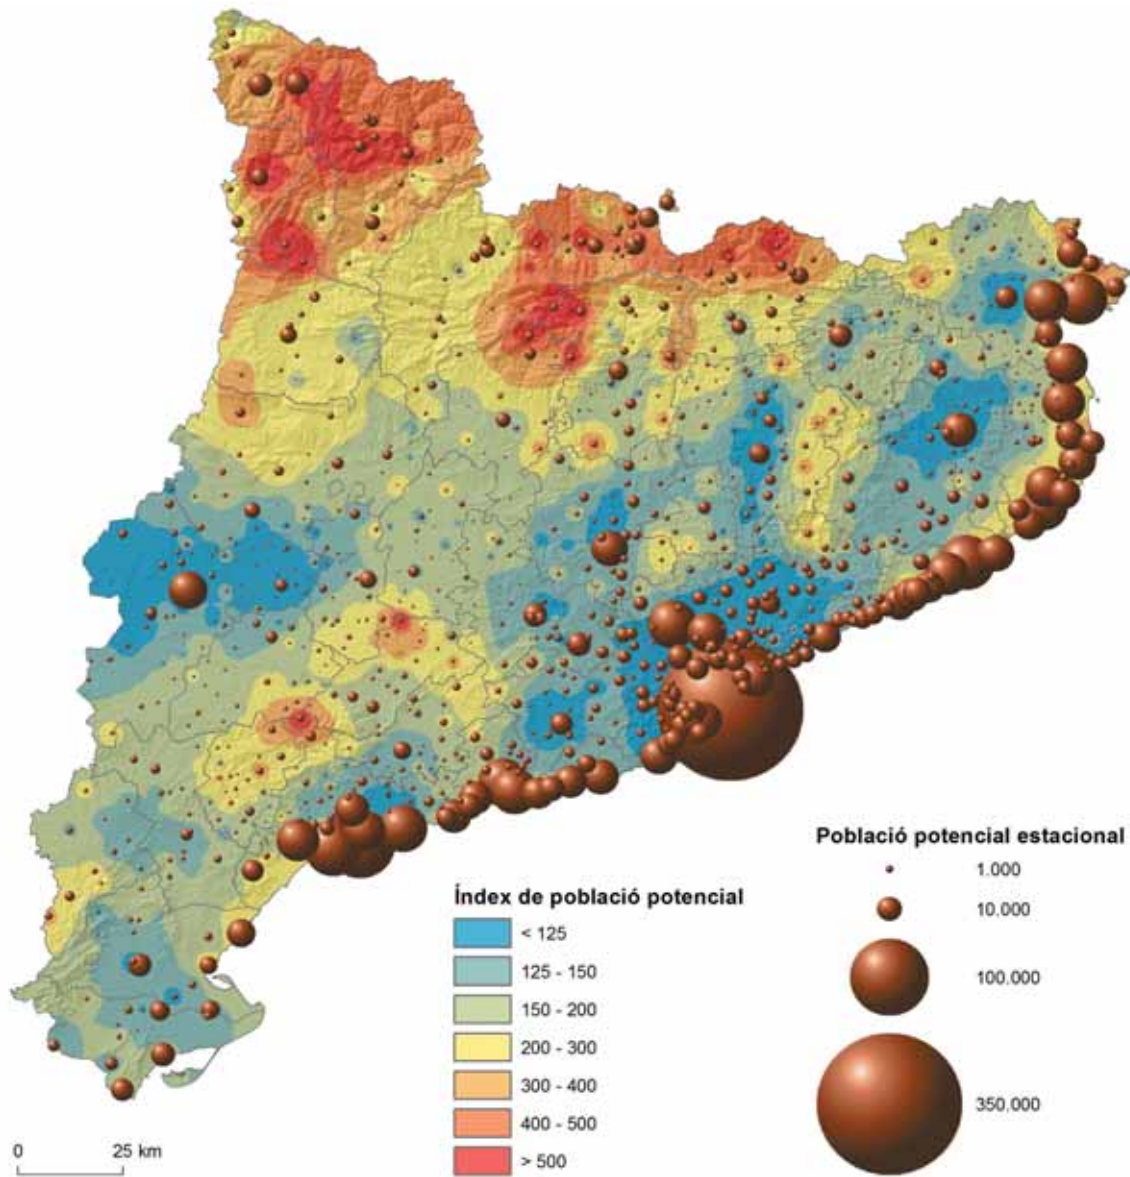 Població potencial estacional
1.000
10.000
100.000
350.000
Índex de població potencial
< 125
125 - 150
150 - 200
200 - 300
300 - 400
400 - 500
> 500
0 25 km